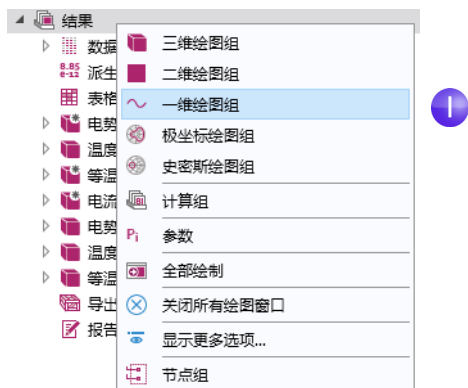 结果
数据
派生
表格
电势
温度
等温
电流
电势
温度
等温
导出
报告
三维绘图组
二维绘图组
一维绘图组
极坐标绘图组
史密斯绘图组
计算组
Pi 参数
全部绘制
关闭所有绘图窗口
显示更多选项...
节点组
1